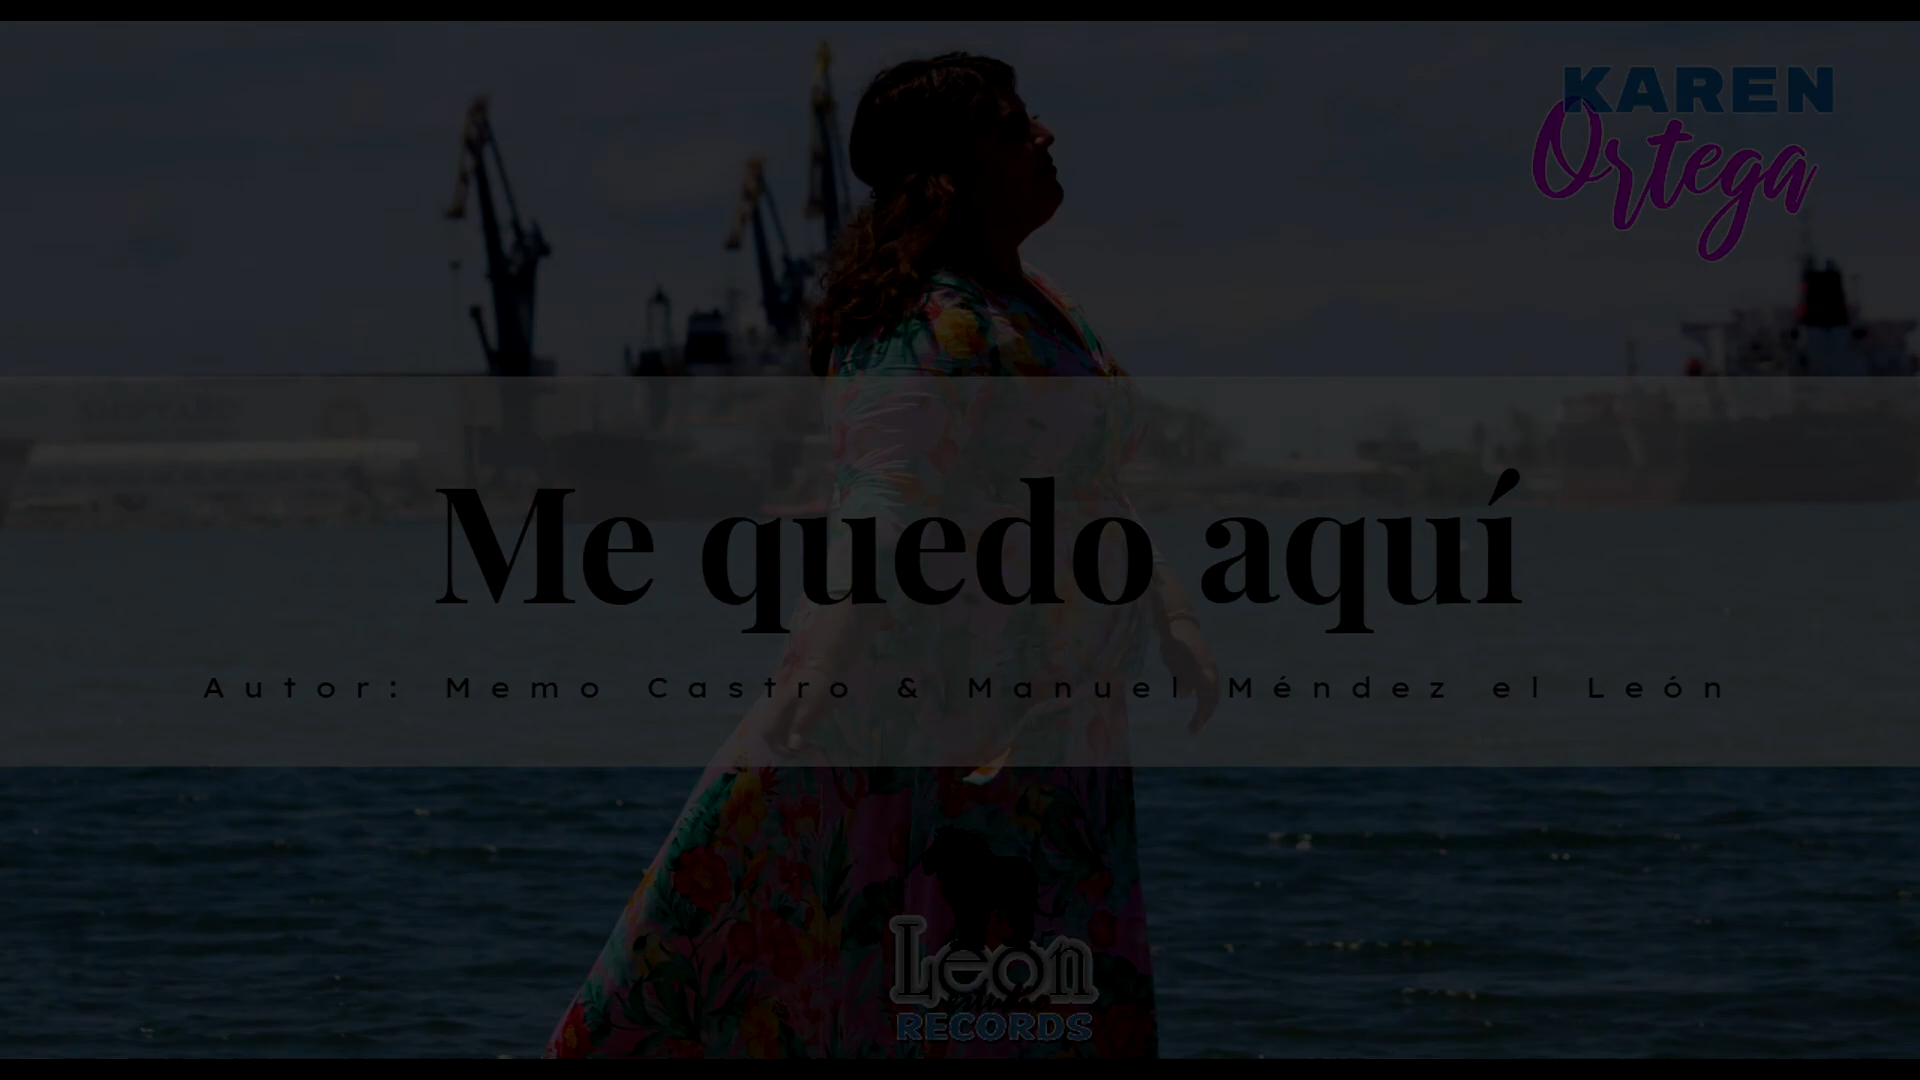 KAREN
Ortega
Me quedo aquí
Autor: Memo Castro & Manuel Méndez el León
Leon
RECORDS